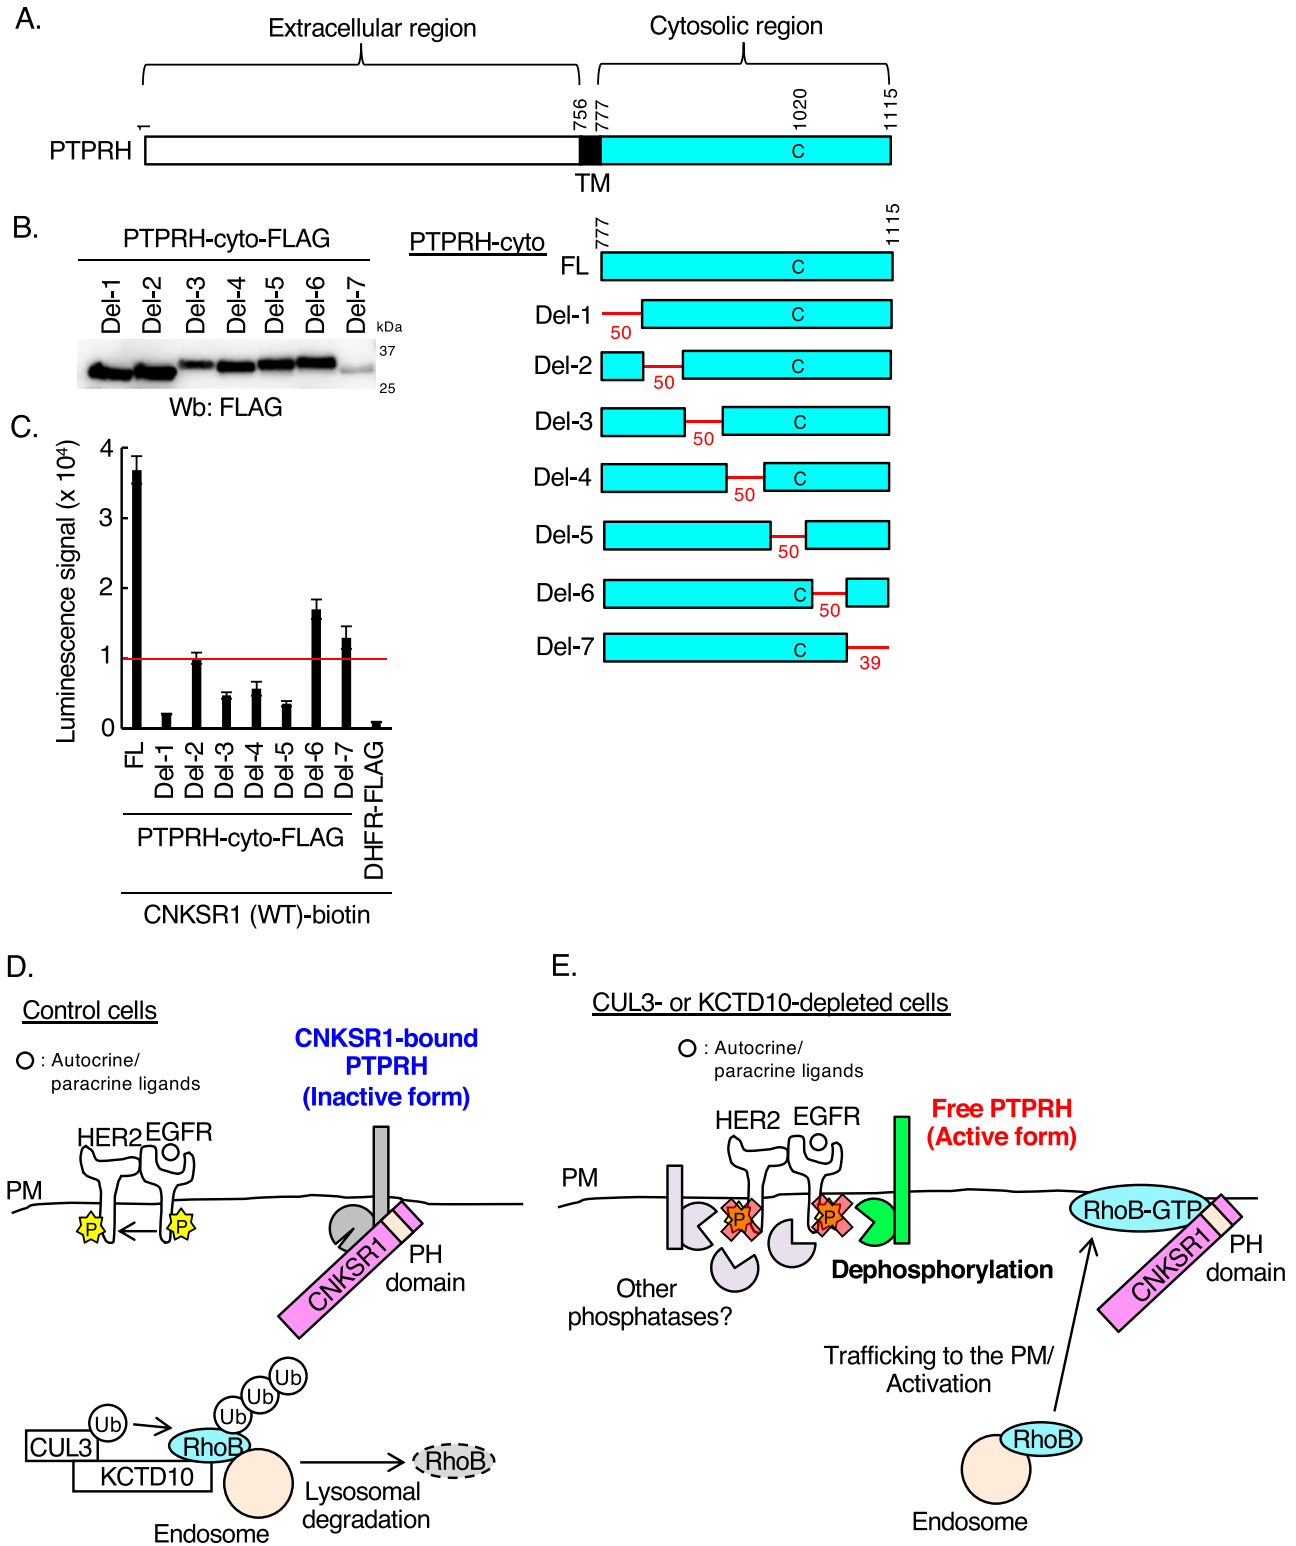 A.
Extracellular region
Cytosolic region
1
756
777
1020
1115
PTPRH
C
TM
B.
PTPRH-cyto-FLAG
Del-1
Del-2
Del-3
Del-4
Del-5
Del-6
Del-7
kDa
37
25
Wb: FLAG
PTPRH-cyto
777
1115
FL
C
Del-1
50
C
Del-2
50
C
Del-3
50
C
Del-4
50
C
Del-5
50
Del-6
C
50
Del-7
C
39
C.
Luminescence signal (x 10⁴)
4
3
2
1
0
FL
Del-1
Del-2
Del-3
Del-4
Del-5
Del-6
Del-7
DHFR-FLAG
PTPRH-cyto-FLAG
CNKSR1 (WT)-biotin
D.
Control cells
: Autocrine/
paracrine ligands
CNKSR1-bound
PTPRH
(Inactive form)
HER2
EGFR
PM
P
P
CNKSR1
PH
domain
Ub
Ub
Ub
Ub
CUL3
KCTD10
RhoB
Endosome
Lysosomal
degradation
RhoB
E.
CUL3- or KCTD10-depleted cells
: Autocrine/
paracrine ligands
HER2
EGFR
Free PTPRH
(Active form)
PM
P
P
Other
phosphatases?
Dephosphorylation
RhoB-GTP
CNKSR1
PH
domain
Trafficking to the PM/
Activation
RhoB
Endosome